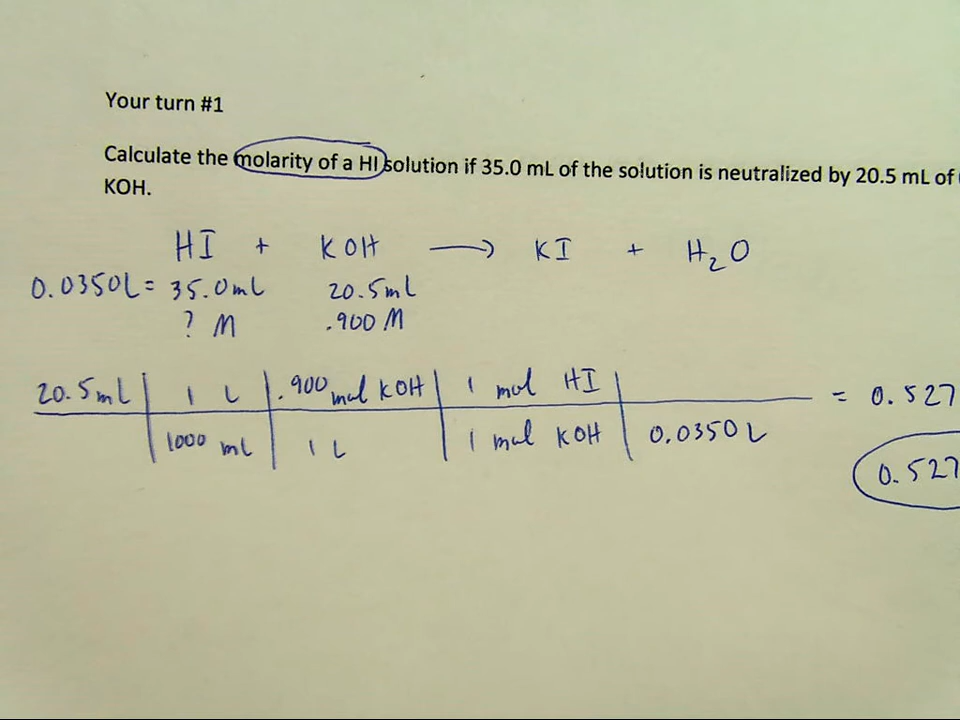 Your turn #1
Calculate the molarity of a HI solution if 35.0 mL of the solution is neutralized by 20.5 mL of
KOH.
HI + KOH → KI + H₂O
0.0350L = 35.0mL 20.5mL
? M .900 M
20.5mL | 1 L | .900 mol KOH | 1 mol HI | = 0.527
1000 mL | 1 L | 1 mol KOH | 0.0350L
0.527